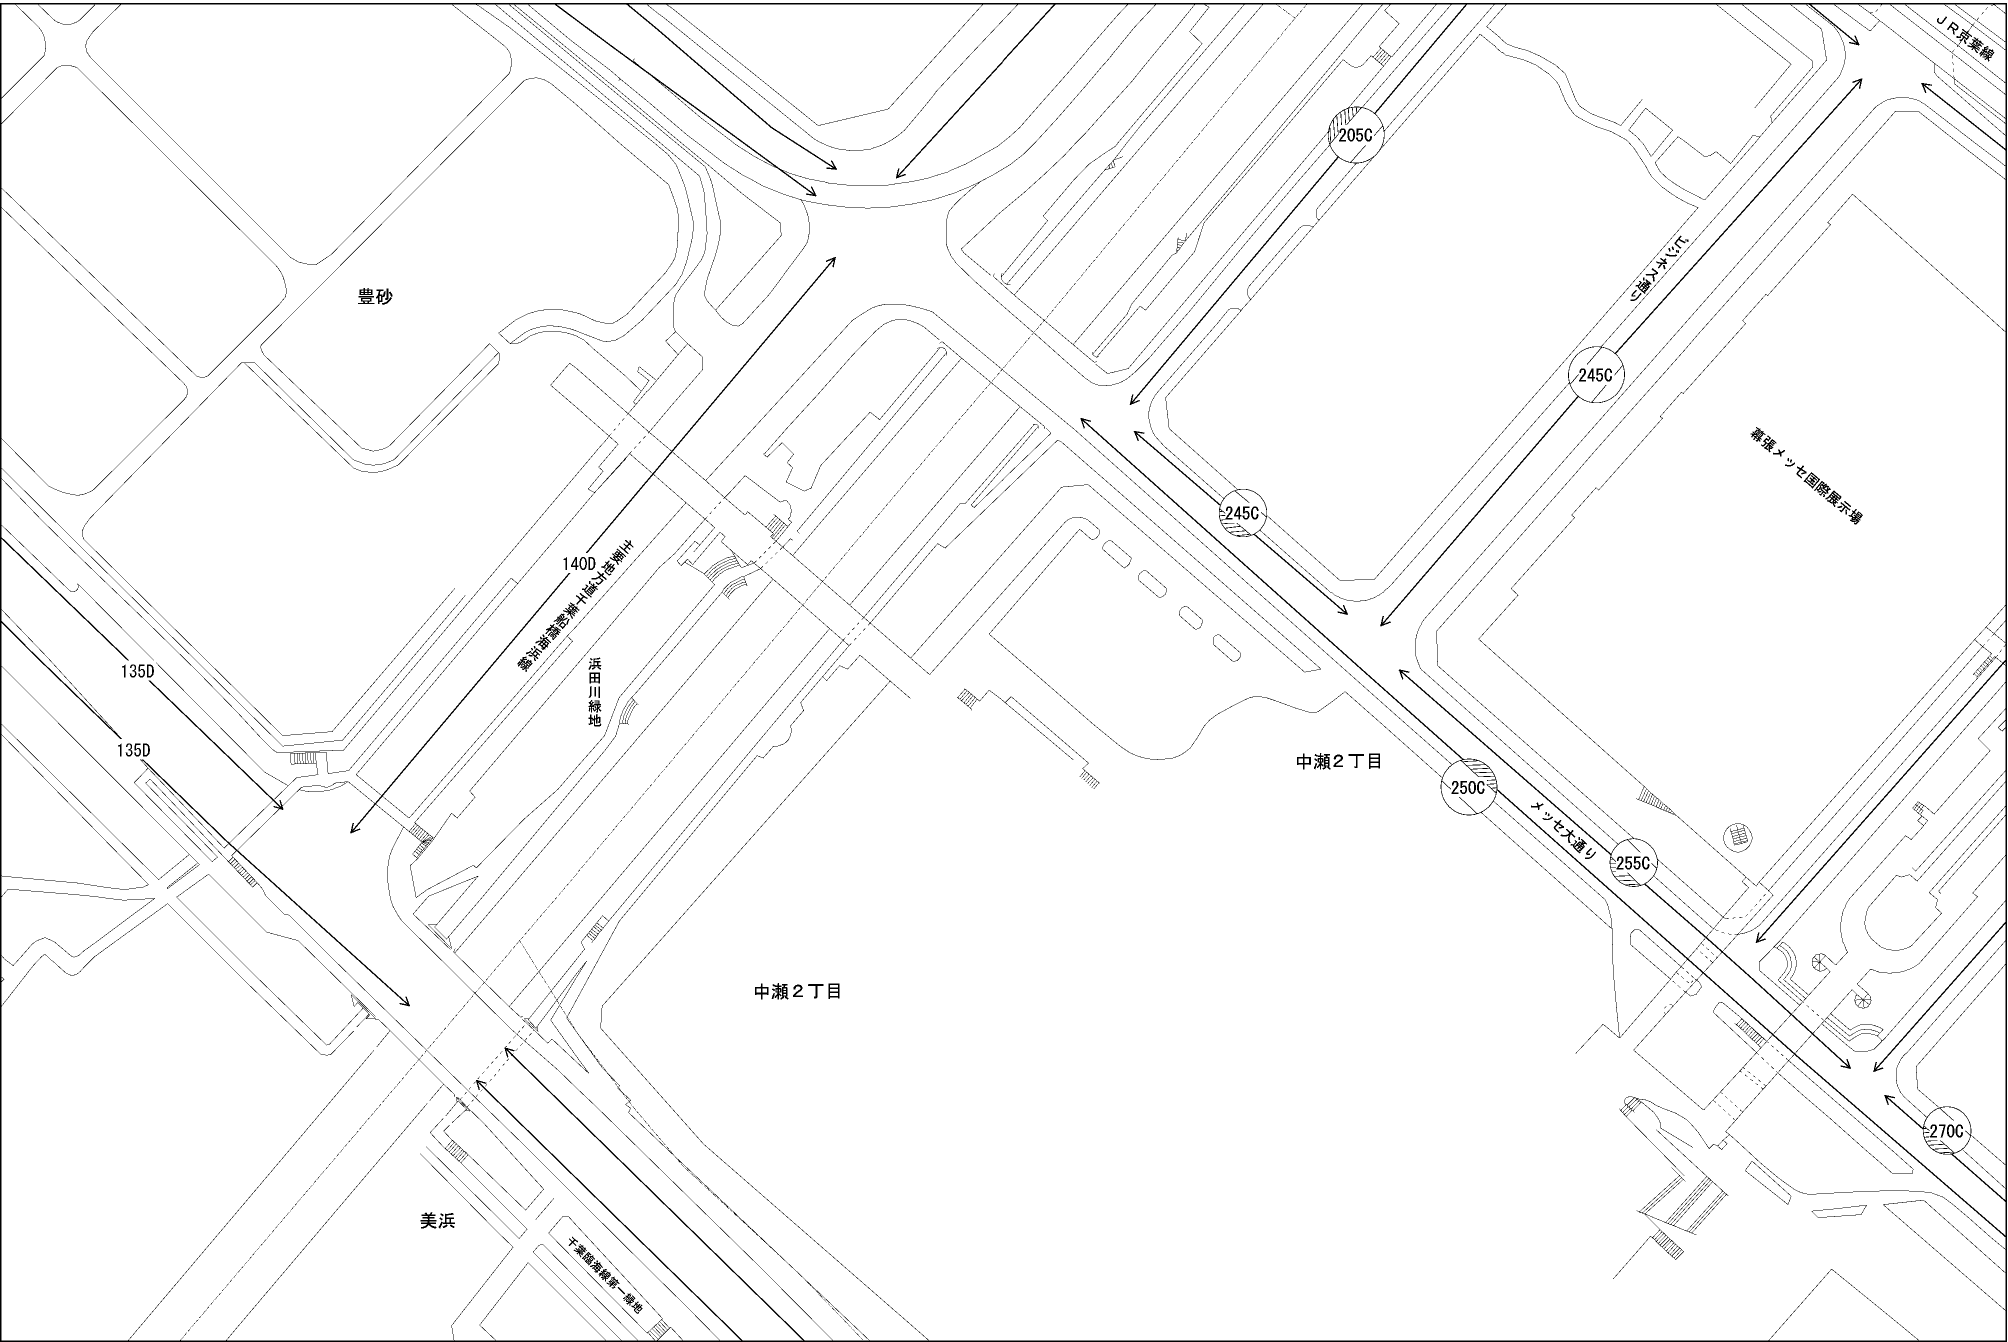 ＪＲ京葉線
205C
ビジネス通り
豊砂
245C
幕張メッセ国際展示場
245C
140D
主要地方道千葉船橋海浜線
浜田川緑地
135D
135D
中瀬２丁目
250C
メッセ大通り
255C
中瀬２丁目
270C
美浜
千葉臨海線第一緑地